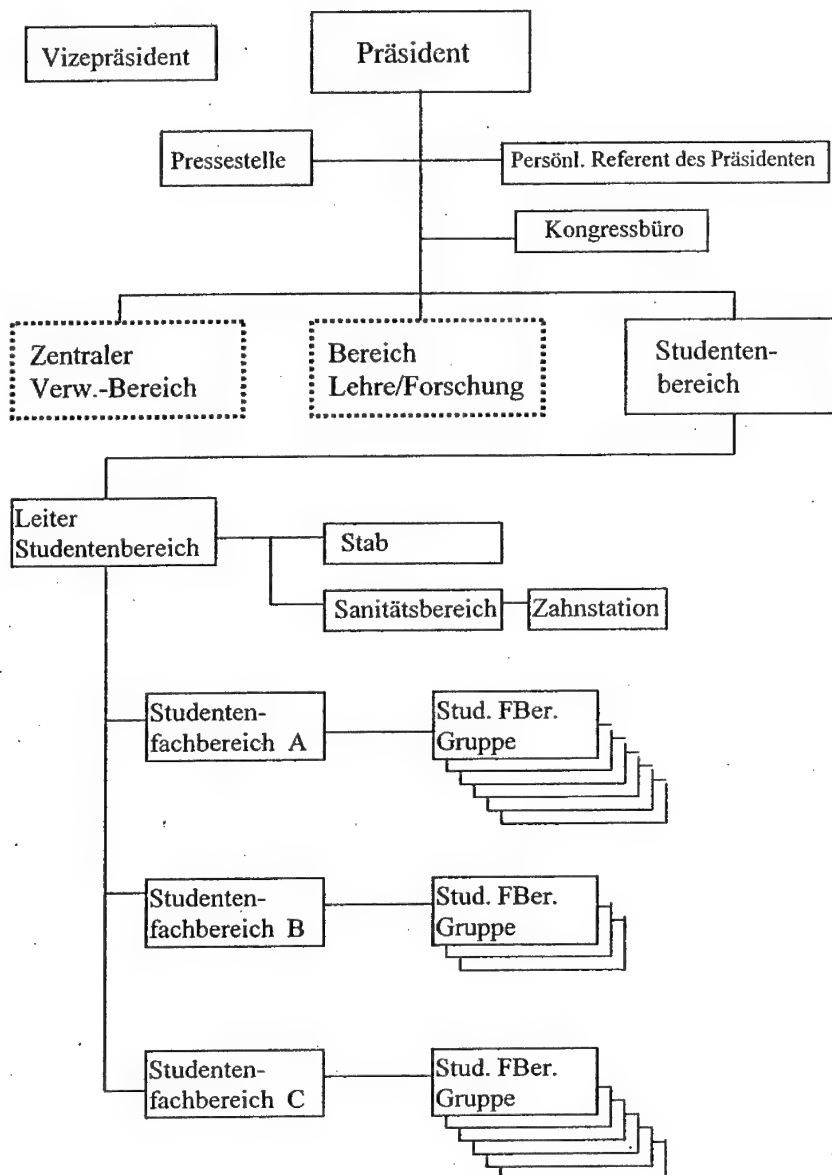 Vizepräsident
Präsident
Pressestelle
Persönl. Referent des Präsidenten
Kongressbüro
Zentraler
Verw.-Bereich
Bereich
Lehre/Forschung
Studenten-
bereich
Leiter
Studentenbereich
Stab
Sanitätsbereich
Zahnstation
Studenten-
fachbereich A
Stud. FBer.
Gruppe
Studenten-
fachbereich B
Stud. FBer.
Gruppe
Studenten-
fachbereich C
Stud. FBer.
Gruppe